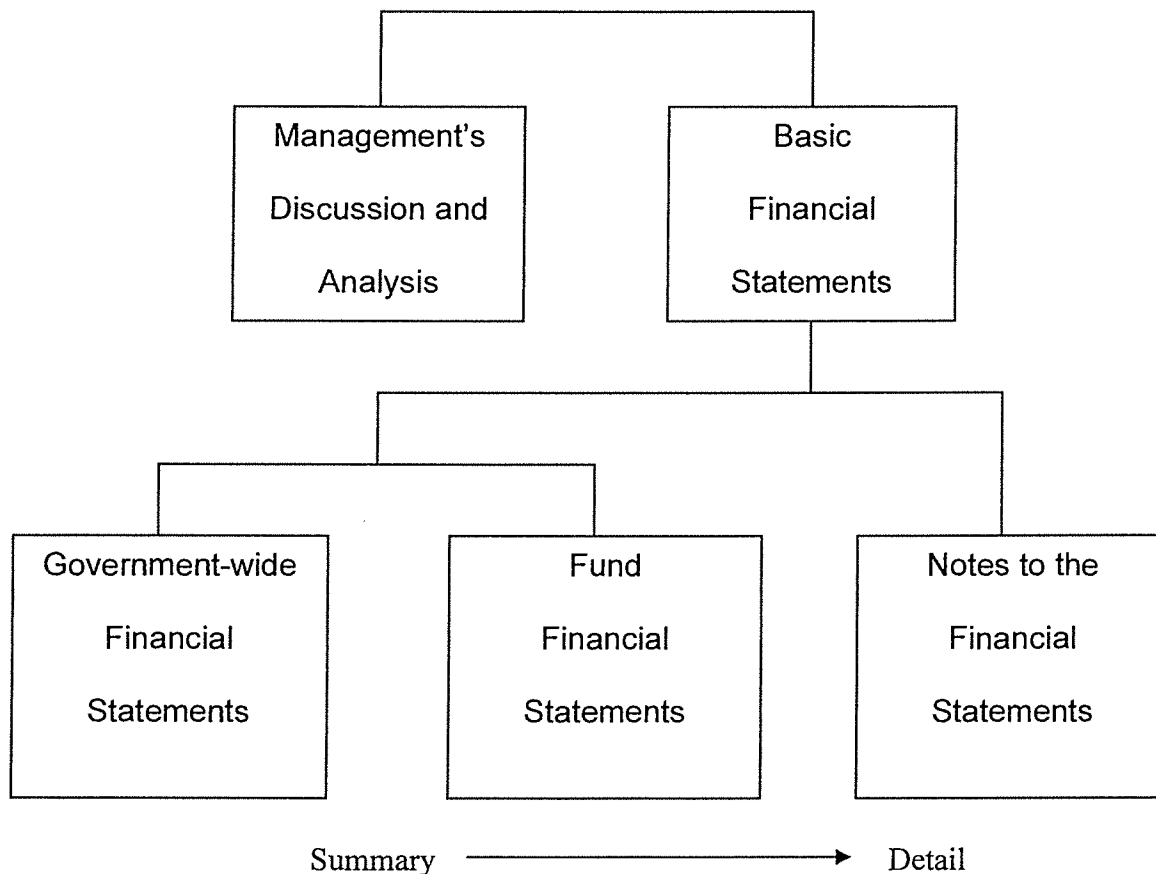 Management's
Discussion and
Analysis
Basic
Financial
Statements
Government-wide
Financial
Statements
Fund
Financial
Statements
Notes to the
Financial
Statements
Summary
Detail